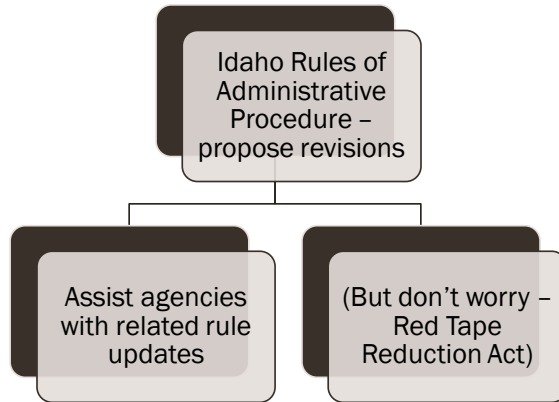 Idaho Rules of
Administrative
Procedure –
propose revisions
Assist agencies
with related rule
updates
(But don’t worry –
Red Tape
Reduction Act)